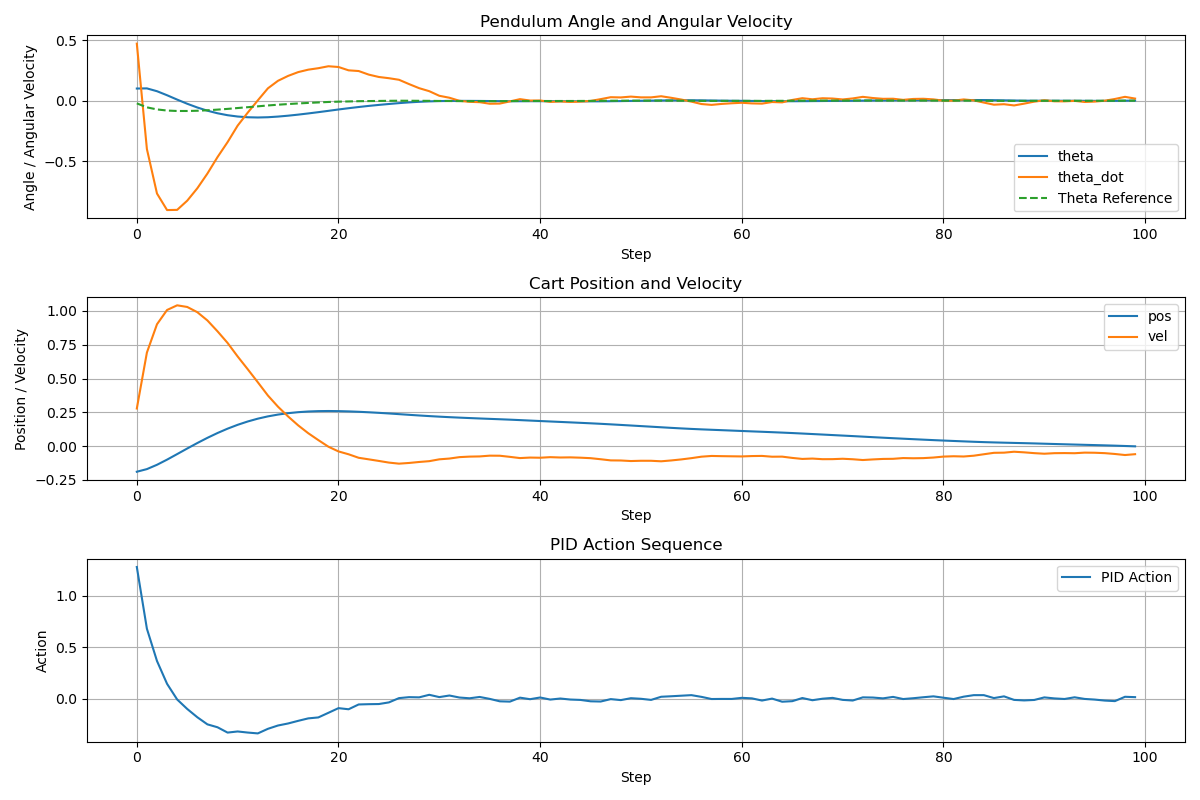 Pendulum Angle and Angular Velocity
Angle / Angular Velocity
0.5
0.0
−0.5
theta
theta_dot
Theta Reference
0 20 40 60 80 100
Step
Cart Position and Velocity
Position / Velocity
1.00
0.75
0.50
0.25
0.00
−0.25
pos
vel
0 20 40 60 80 100
Step
PID Action Sequence
Action
1.0
0.5
0.0
PID Action
0 20 40 60 80 100
Step